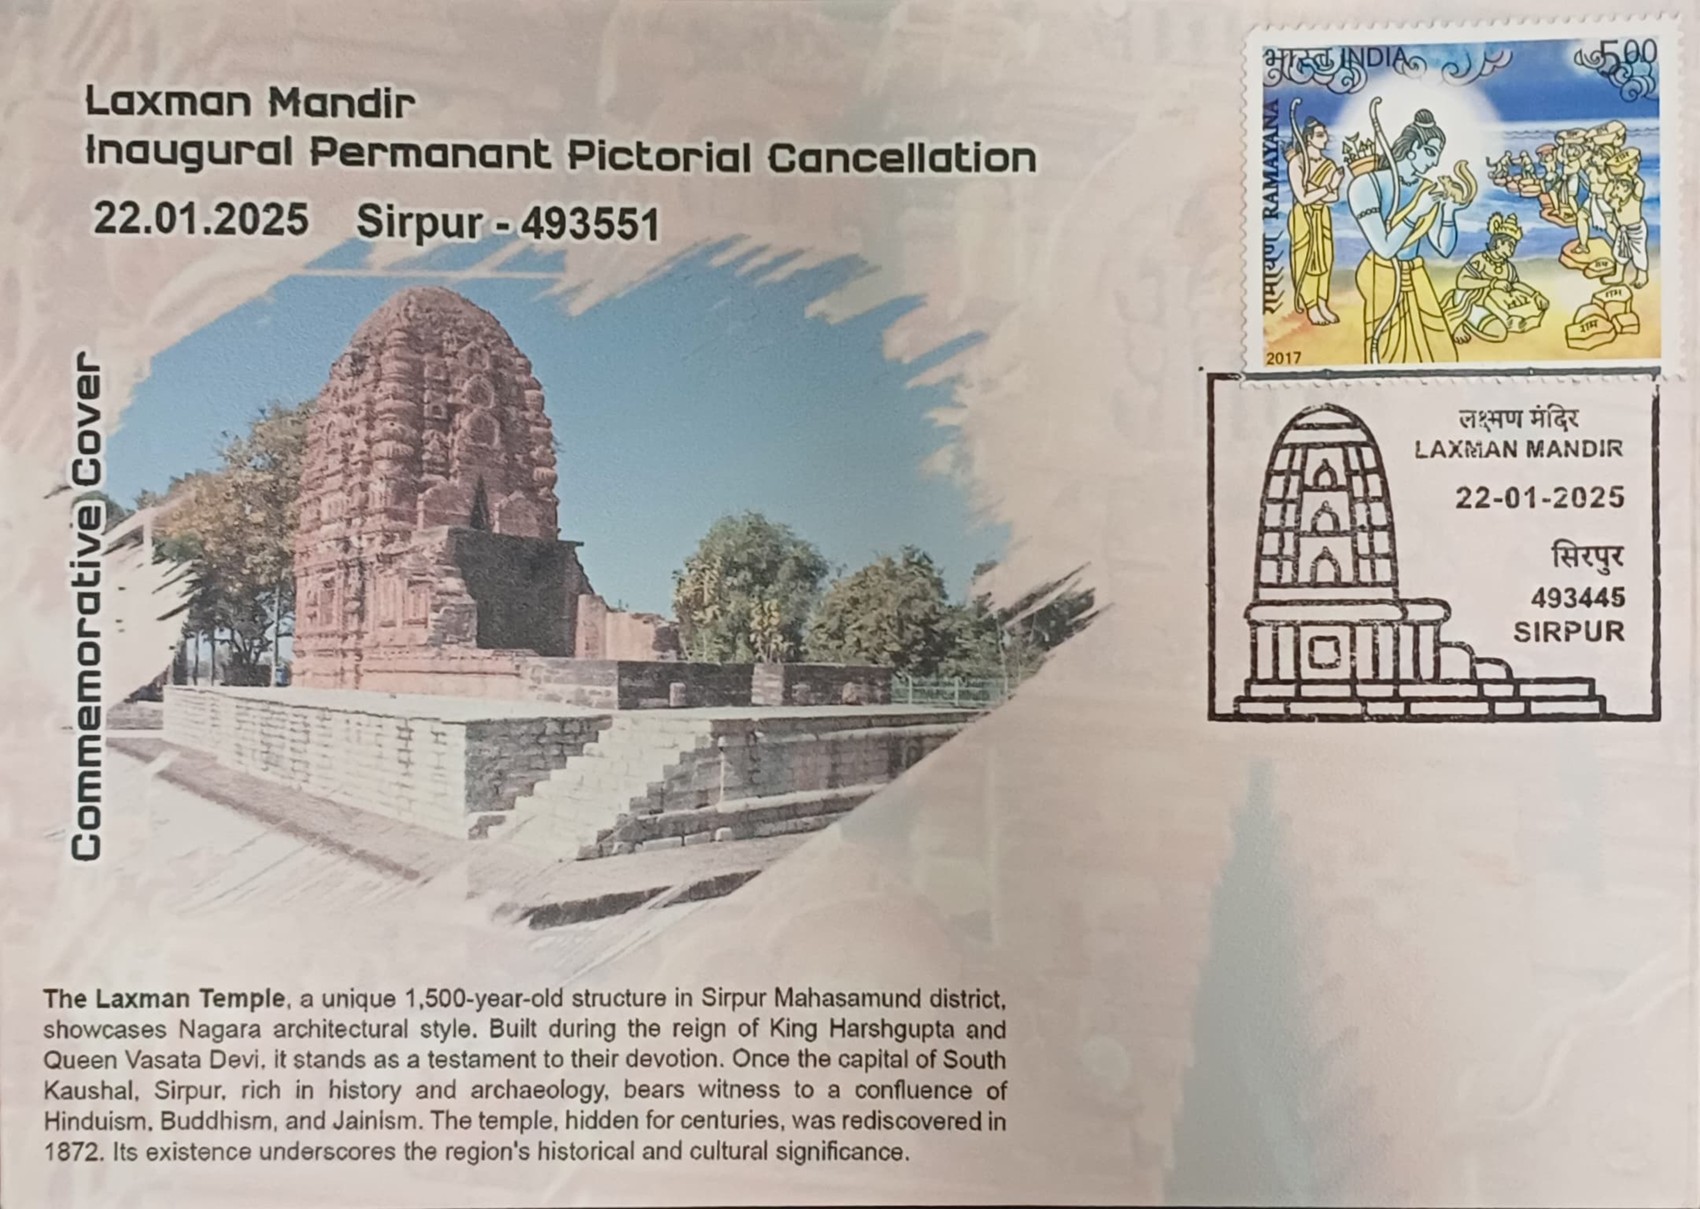 Laxman Mandir
Inaugural Permanant Pictorial Cancellation
22.01.2025 Sirpur - 493551
Commemorative Cover
भारत INDIA 5.00
रामायण RAMAYANA
राम
राम
राम
2017
लक्ष्मण मंदिर
LAXMAN MANDIR
22-01-2025
सिरपुर
493445
SIRPUR
The Laxman Temple, a unique 1,500-year-old structure in Sirpur Mahasamund district,
showcases Nagara architectural style. Built during the reign of King Harshgupta and
Queen Vasata Devi, it stands as a testament to their devotion. Once the capital of South
Kaushal, Sirpur, rich in history and archaeology, bears witness to a confluence of
Hinduism, Buddhism, and Jainism. The temple, hidden for centuries, was rediscovered in
1872. Its existence underscores the region's historical and cultural significance.